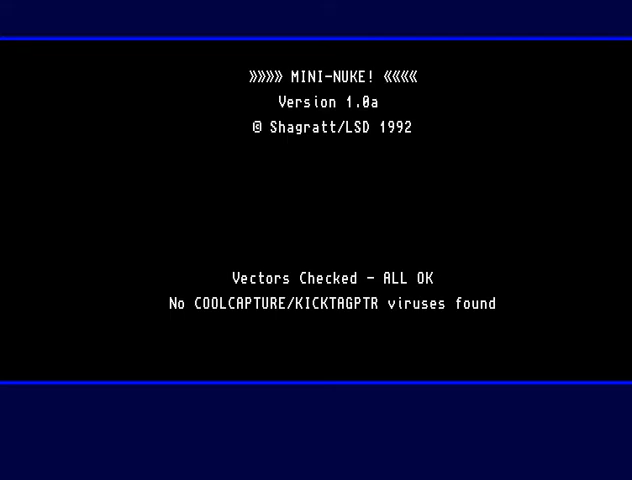 »»»» MINI-NUKE! ««««
Version 1.0a
© Shagratt/LSD 1992
Vectors Checked - ALL OK
No COOLCAPTURE/KICKTAGPTR viruses found